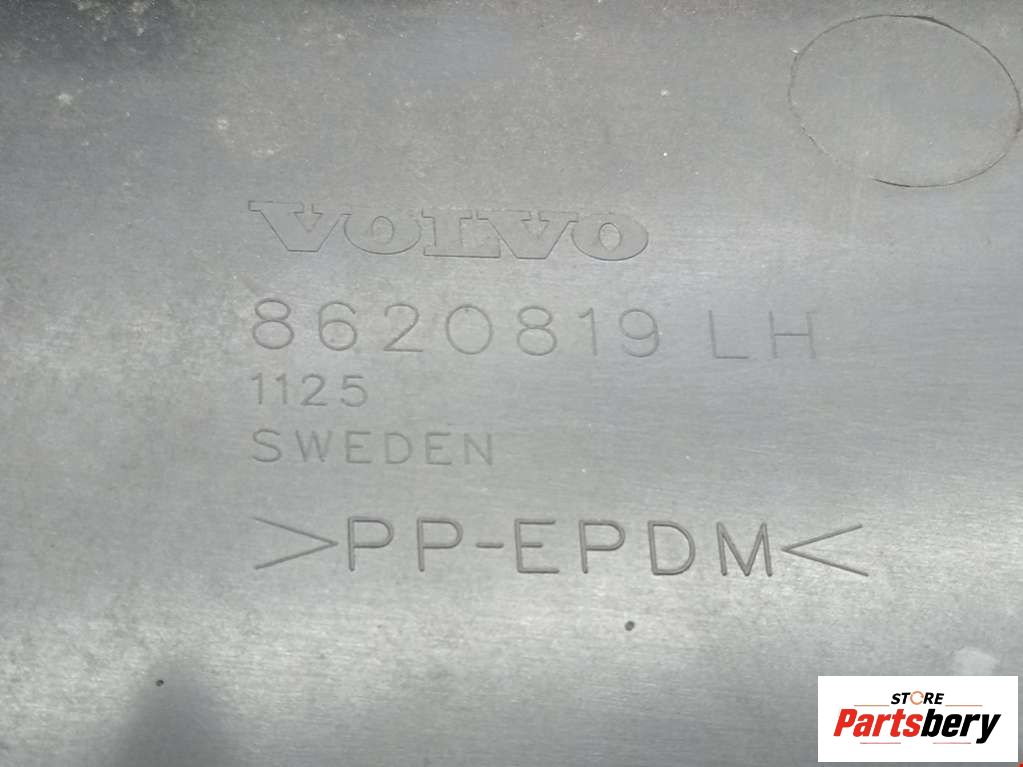 VOLVO
8620819 LH
1125
SWEDEN
>PP-EPDM<
STORE
Partsbery